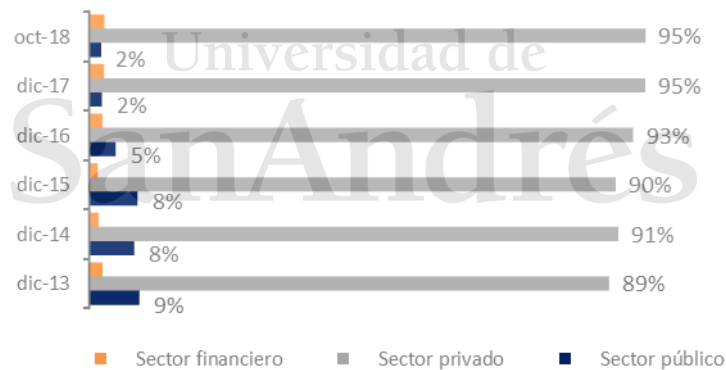 Universidad de
SanAndrés
oct-18 95%
2%
dic-17 95%
2%
dic-16 93%
5%
dic-15 90%
8%
dic-14 91%
8%
dic-13 89%
9%
Sector financiero Sector privado Sector público